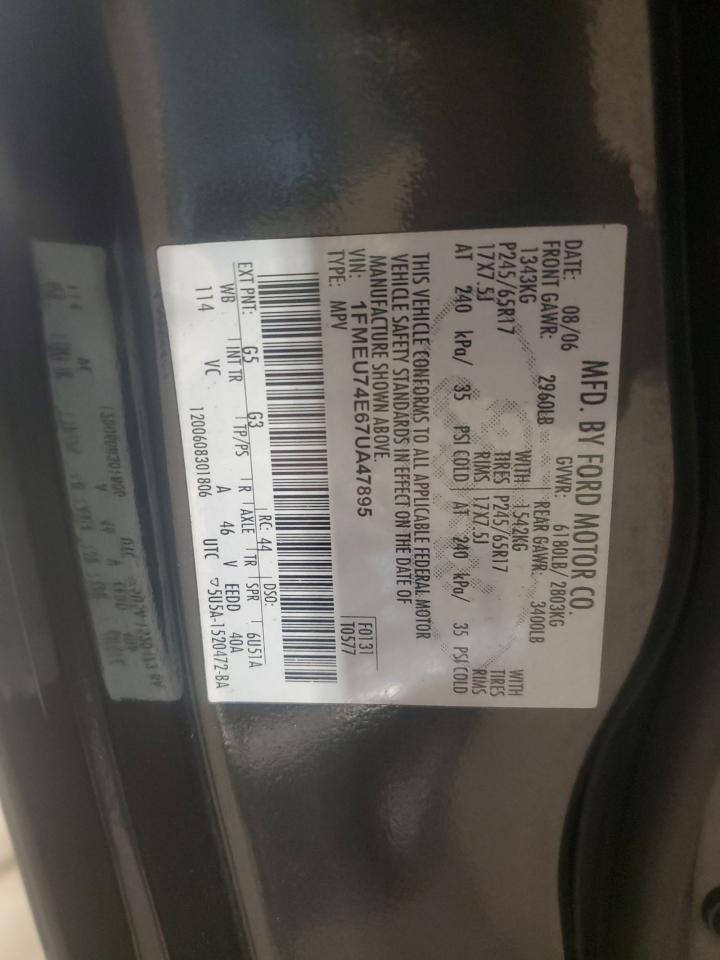 MFD. BY FORD MOTOR CO.
DATE: 08/06 GVWR: 6180LB/ 2803KG
FRONT GAWR: 2960LB REAR GAWR: 3400LB
1343KG WITH 1542KG WITH
P245/65R17 TIRES P245/65R17 TIRES
17X7.5J RIMS 17X7.5J RIMS
AT 240 kPa/ 35 PSI COLD AT 240 kPa/ 35 PSI COLD
THIS VEHICLE CONFORMS TO ALL APPLICABLE FEDERAL MOTOR
VEHICLE SAFETY STANDARDS IN EFFECT ON THE DATE OF
MANUFACTURE SHOWN ABOVE.
VIN: 1FMEU74E67UA47895 F0131
TYPE: MPV T0577
EXT PNT: G5 G3 RC: 44 DSO:
WB INT TR TP/PS R AXLE TR SPR 6U51A
114 VC A 46 V EEDD 40A
1200608301806 UTC ▽5U5A-1520472-BA